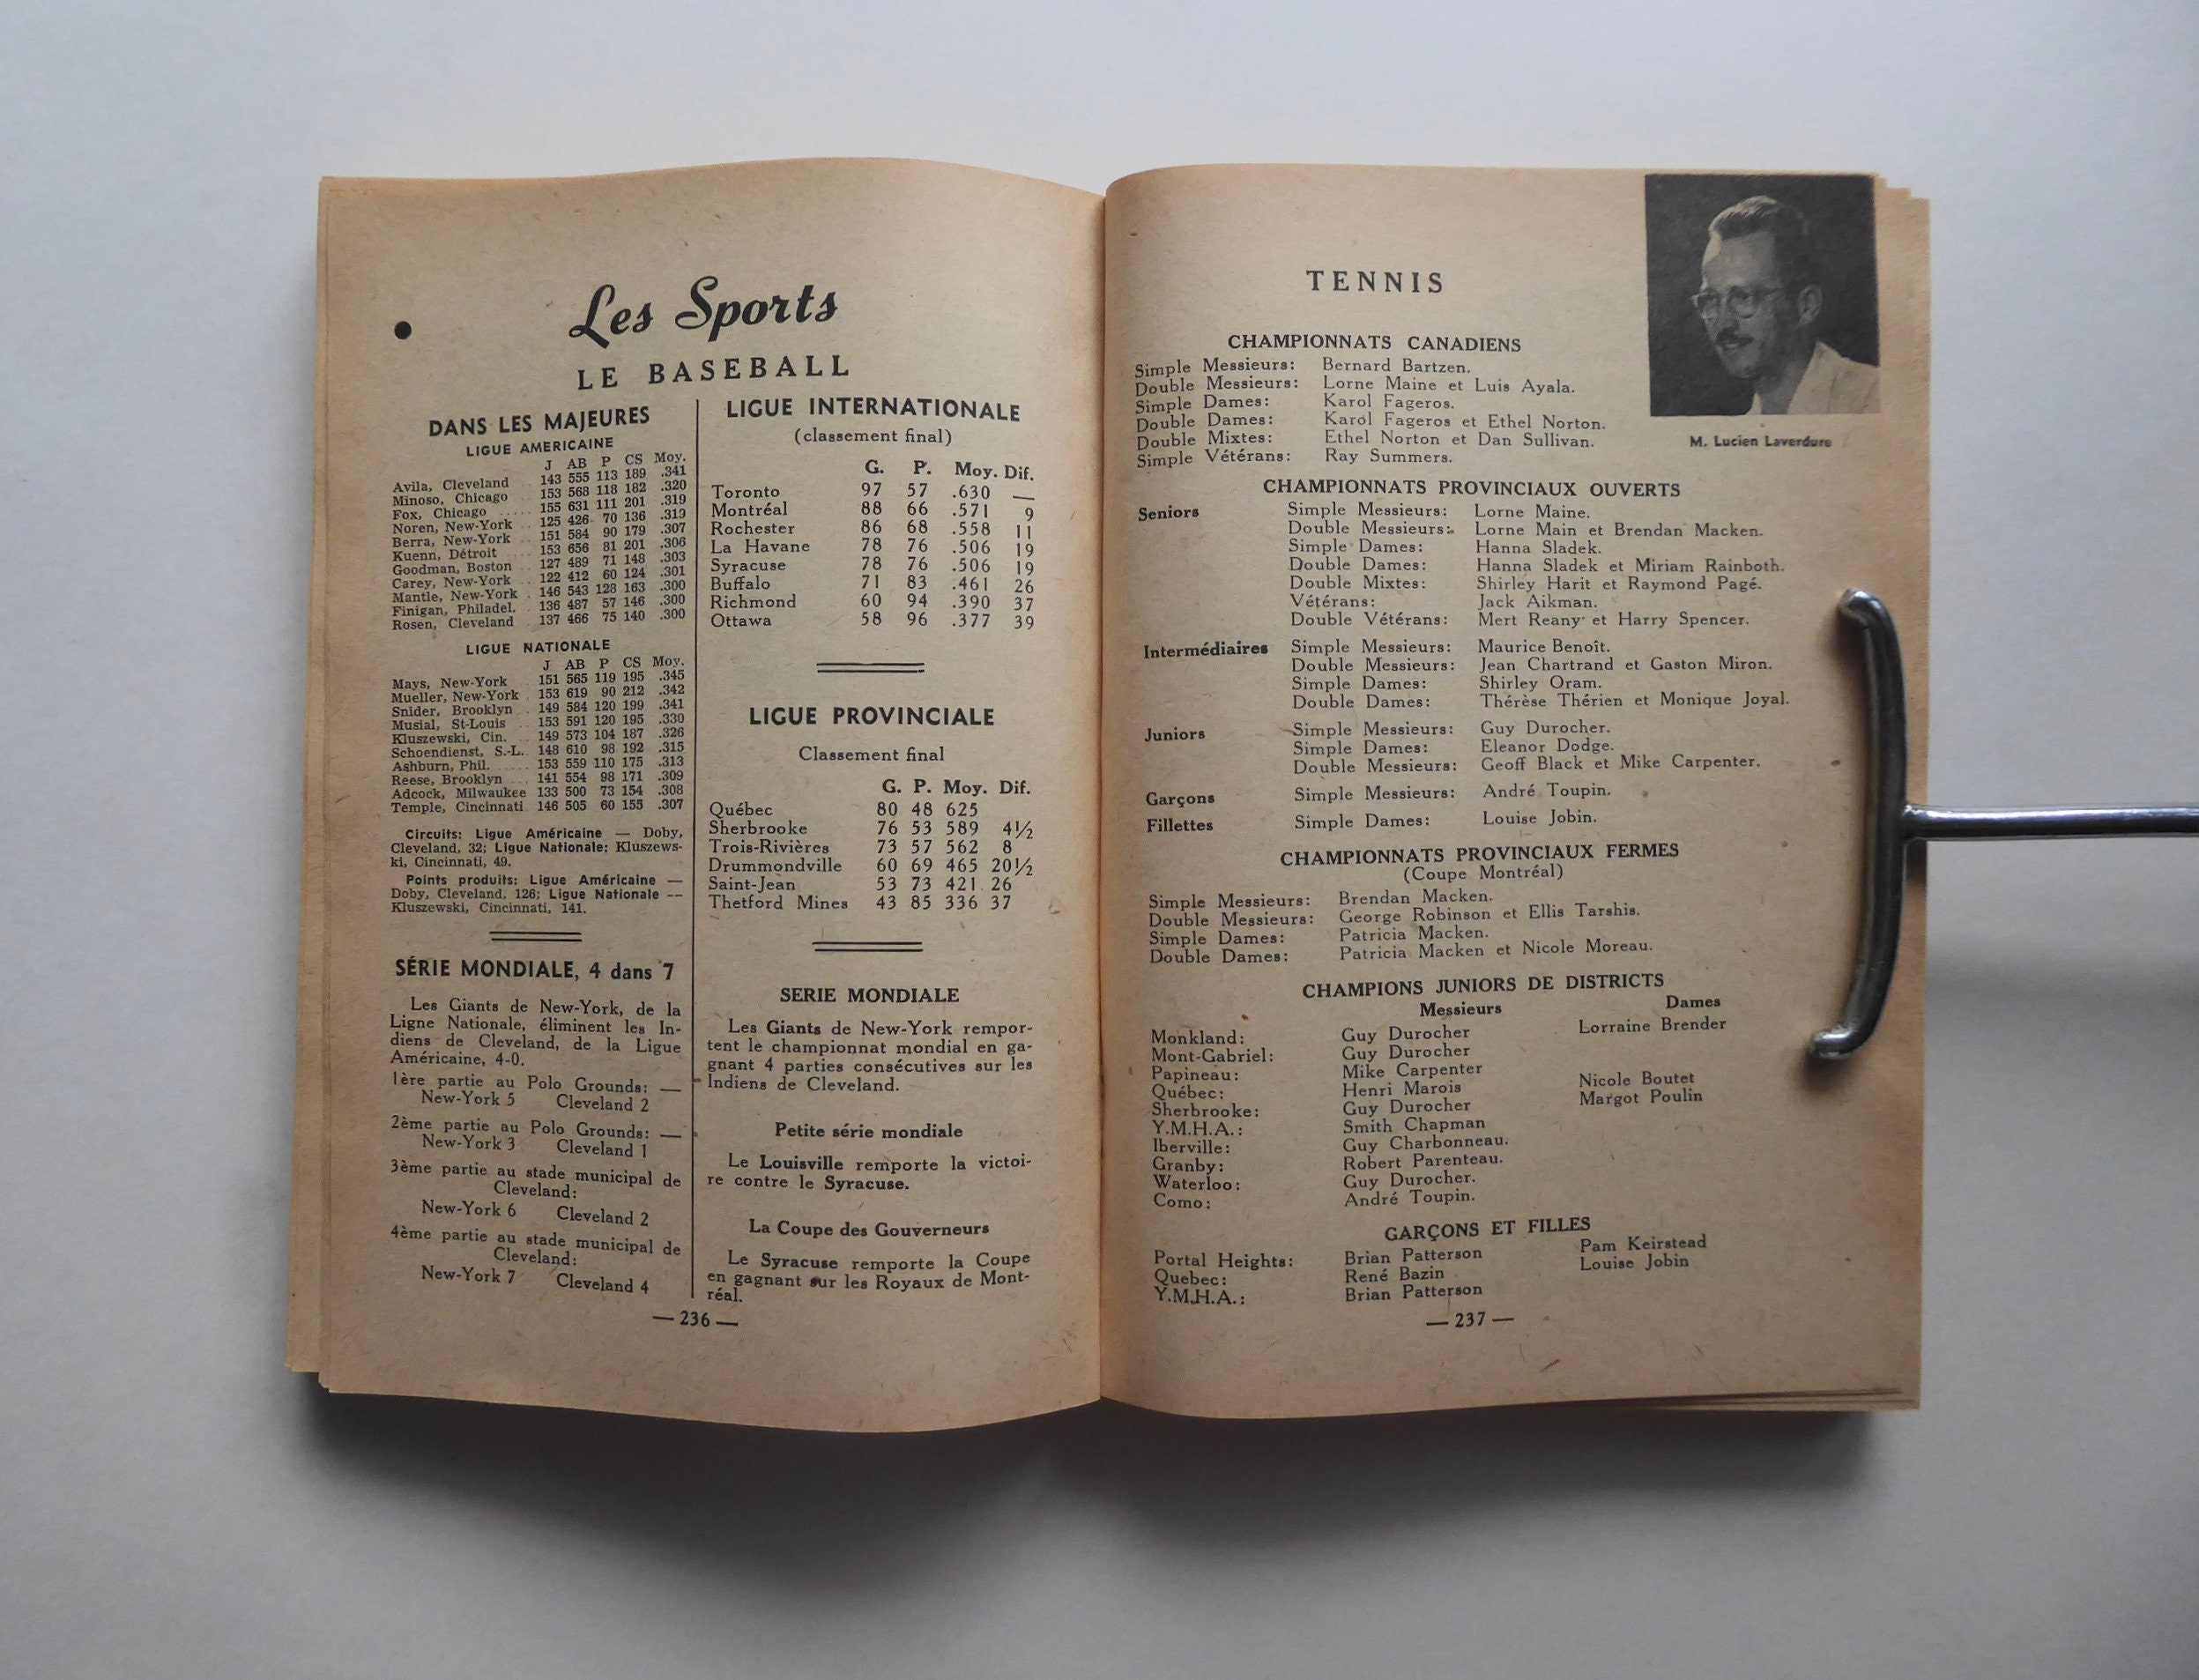 Les Sports
LE BASEBALL
DANS LES MAJEURES
LIGUE AMERICAINE
J AB P CS Moy.
Avila, Cleveland 143 555 113 189 .341
Minoso, Chicago 153 568 118 182 .320
Fox, Chicago ..... 155 631 111 201 .319
Noren, New-York 125 426 70 136 .319
Berra, New-York 151 584 90 179 .307
Kuenn, Détroit 153 656 81 201 .306
Goodman, Boston 127 489 71 148 .303
Carey, New-York 122 412 60 124 .301
Mantle, New-York 146 543 128 163 .300
Finigan, Philadel. 136 487 57 146 .300
Rosen, Cleveland 137 466 75 140 .300
LIGUE NATIONALE
J AB P CS Moy.
Mays, New-York 151 565 119 195 .345
Mueller, New-York 153 619 90 212 .342
Snider, Brooklyn 149 584 120 199 .341
Musial, St-Louis 153 591 120 195 .330
Kluszewski, Cin. 149 573 104 187 .326
Schoendienst, S.-L. 148 610 98 192 .315
Ashburn, Phil. ..... 153 559 110 175 .313
Reese, Brooklyn 141 554 98 171 .309
Adcock, Milwaukee 133 500 73 154 .308
Temple, Cincinnati 146 505 60 155 .307
Circuits: Ligue Américaine — Doby,
Cleveland, 32; Ligue Nationale: Kluszews-
ki, Cincinnati, 49.
Points produits: Ligue Américaine —
Doby, Cleveland, 126; Ligue Nationale --
Kluszewski, Cincinnati, 141.
SÉRIE MONDIALE, 4 dans 7
Les Giants de New-York, de la
Ligne Nationale, éliminent les In-
diens de Cleveland, de la Ligue
Américaine, 4-0.
1ère partie au Polo Grounds: —
New-York 5 Cleveland 2
2ème partie au Polo Grounds: —
New-York 3 Cleveland 1
3ème partie au stade municipal de
Cleveland:
New-York 6 Cleveland 2
4ème partie au stade municipal de
Cleveland:
New-York 7 Cleveland 4
LIGUE INTERNATIONALE
(classement final)
G. P. Moy. Dif.
Toronto 97 57 .630 —
Montréal 88 66 .571 9
Rochester 86 68 .558 11
La Havane 78 76 .506 19
Syracuse 78 76 .506 19
Buffalo 71 83 .461 26
Richmond 60 94 .390 37
Ottawa 58 96 .377 39
LIGUE PROVINCIALE
Classement final
G. P. Moy. Dif.
Québec 80 48 625
Sherbrooke 76 53 589 4½
Trois-Rivières 73 57 562 8
Drummondville 60 69 465 20½
Saint-Jean 53 73 421 26
Thetford Mines 43 85 336 37
SERIE MONDIALE
Les Giants de New-York rempor-
tent le championnat mondial en ga-
gnant 4 parties consécutives sur les
Indiens de Cleveland.
Petite série mondiale
Le Louisville remporte la victoi-
re contre le Syracuse.
La Coupe des Gouverneurs
Le Syracuse remporte la Coupe
en gagnant sur les Royaux de Mont-
réal.
— 236 —
TENNIS
M. Lucien Laverdure
CHAMPIONNATS CANADIENS
Simple Messieurs: Bernard Bartzen.
Double Messieurs: Lorne Maine et Luis Ayala.
Simple Dames: Karol Fageros.
Double Dames: Karol Fageros et Ethel Norton.
Double Mixtes: Ethel Norton et Dan Sullivan.
Simple Vétérans: Ray Summers.
CHAMPIONNATS PROVINCIAUX OUVERTS
Seniors Simple Messieurs: Lorne Maine.
Double Messieurs: Lorne Main et Brendan Macken.
Simple Dames: Hanna Sladek.
Double Dames: Hanna Sladek et Miriam Rainboth.
Double Mixtes: Shirley Harit et Raymond Pagé.
Vétérans: Jack Aikman.
Double Vétérans: Mert Reany et Harry Spencer.
Intermédiaires Simple Messieurs: Maurice Benoît.
Double Messieurs: Jean Chartrand et Gaston Miron.
Simple Dames: Shirley Oram.
Double Dames: Thérèse Thérien et Monique Joyal.
Juniors Simple Messieurs: Guy Durocher.
Simple Dames: Eleanor Dodge.
Double Messieurs: Geoff Black et Mike Carpenter.
Garçons Simple Messieurs: André Toupin.
Fillettes Simple Dames: Louise Jobin.
CHAMPIONNATS PROVINCIAUX FERMES
(Coupe Montréal)
Simple Messieurs: Brendan Macken.
Double Messieurs: George Robinson et Ellis Tarshis.
Simple Dames: Patricia Macken.
Double Dames: Patricia Macken et Nicole Moreau.
CHAMPIONS JUNIORS DE DISTRICTS
Messieurs Dames
Monkland: Guy Durocher Lorraine Brender
Mont-Gabriel: Guy Durocher
Papineau: Mike Carpenter
Québec: Henri Marois Nicole Boutet
Sherbrooke: Guy Durocher Margot Poulin
Y.M.H.A.: Smith Chapman
Iberville: Guy Charbonneau.
Granby: Robert Parenteau.
Waterloo: Guy Durocher.
Como: André Toupin.
GARÇONS ET FILLES
Portal Heights: Brian Patterson Pam Keirstead
Quebec: René Bazin Louise Jobin
Y.M.H.A.: Brian Patterson
— 237 —